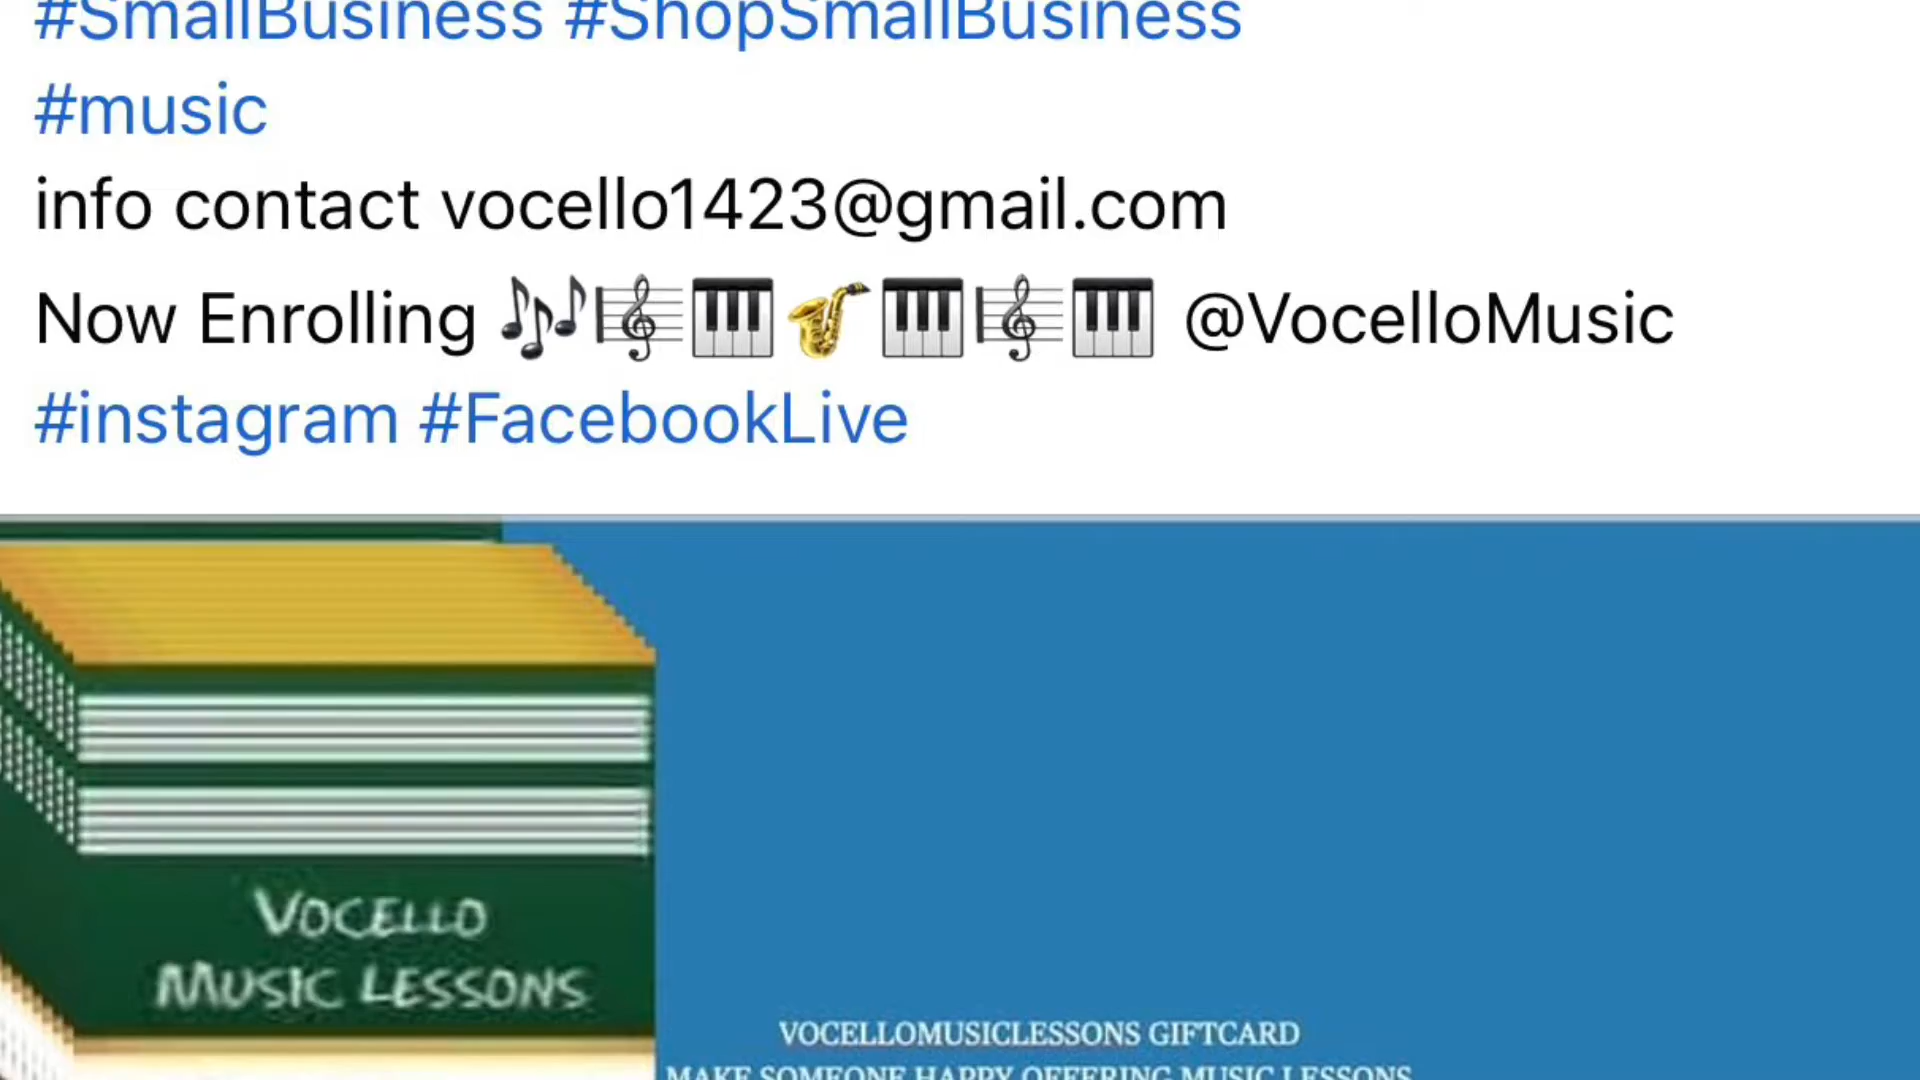 #SmallBusiness #ShopSmallBusiness
#music
info contact vocello1423@gmail.com
Now Enrolling 🎶🎼🎹🎷🎹🎼🎹 @VocelloMusic
#instagram #FacebookLive
VOCELLO
MUSIC LESSONS
VOCELLOMUSICLESSONS GIFTCARD
MAKE SOMEONE HAPPY OFFERING MUSIC LESSONS